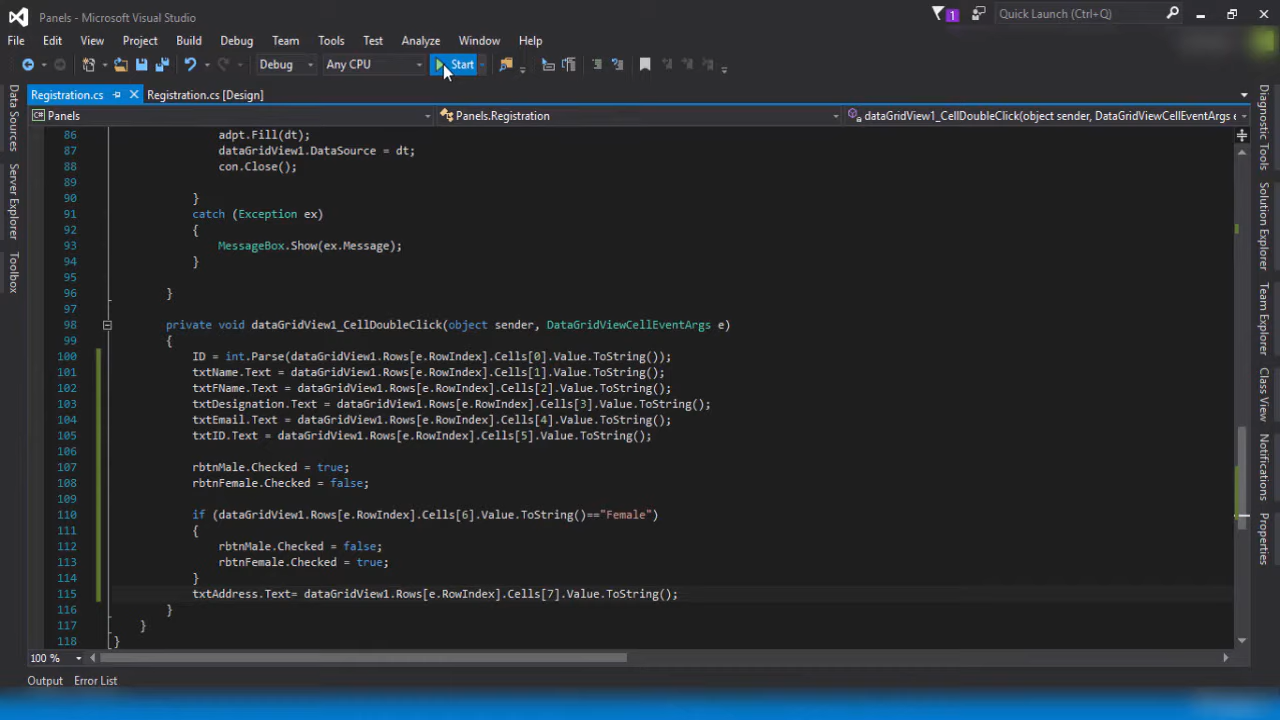 Panels - Microsoft Visual Studio
1
Quick Launch (Ctrl+Q)
File Edit View Project Build Debug Team Tools Test Analyze Window Help
Debug Any CPU Start
Registration.cs Registration.cs [Design]
Panels Panels.Registration dataGridView1_CellDoubleClick(object sender, DataGridViewCellEventArgs e
86 adpt.Fill(dt);
87 dataGridView1.DataSource = dt;
88 con.Close();
89
90 }
91 catch (Exception ex)
92 {
93 MessageBox.Show(ex.Message);
94 }
95
96 }
97
98 private void dataGridView1_CellDoubleClick(object sender, DataGridViewCellEventArgs e)
99 {
100 ID = int.Parse(dataGridView1.Rows[e.RowIndex].Cells[0].Value.ToString());
101 txtName.Text = dataGridView1.Rows[e.RowIndex].Cells[1].Value.ToString();
102 txtFName.Text = dataGridView1.Rows[e.RowIndex].Cells[2].Value.ToString();
103 txtDesignation.Text = dataGridView1.Rows[e.RowIndex].Cells[3].Value.ToString();
104 txtEmail.Text = dataGridView1.Rows[e.RowIndex].Cells[4].Value.ToString();
105 txtID.Text = dataGridView1.Rows[e.RowIndex].Cells[5].Value.ToString();
106
107 rbtnMale.Checked = true;
108 rbtnFemale.Checked = false;
109
110 if (dataGridView1.Rows[e.RowIndex].Cells[6].Value.ToString()=="Female")
111 {
112 rbtnMale.Checked = false;
113 rbtnFemale.Checked = true;
114 }
115 txtAddress.Text= dataGridView1.Rows[e.RowIndex].Cells[7].Value.ToString();
116 }
117 }
118 }
100 %
Output Error List
Data Sources
Server Explorer
Toolbox
Diagnostic Tools
Solution Explorer
Team Explorer
Class View
Notifications
Properties